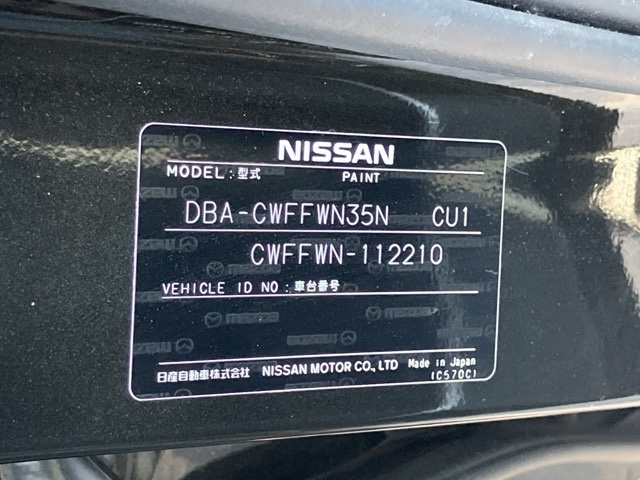 NISSAN
MODEL:型式 PAINT
DBA-CWFFWN35N CU1
CWFFWN-112210
VEHICLE ID NO:車台番号
日産自動車株式会社 NISSAN MOTOR CO., LTD Made in Japan
(C570C)